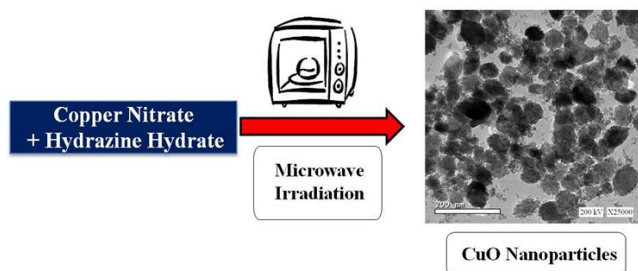 Copper Nitrate
+ Hydrazine Hydrate
Microwave
Irradiation
200 nm
200 kV X25000
CuO Nanoparticles